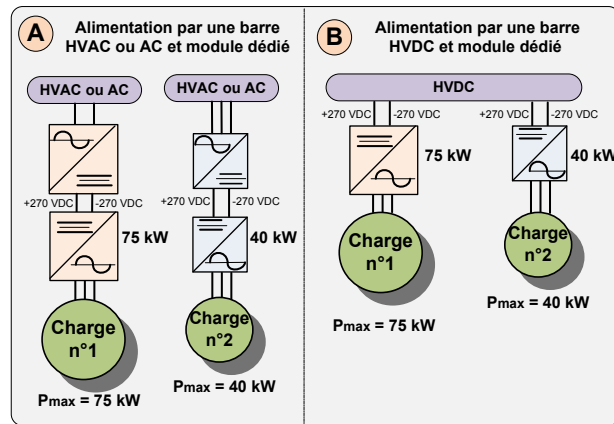 A
Alimentation par une barre
HVAC ou AC et module dédié
HVAC ou AC
HVAC ou AC
+270 VDC
-270 VDC
+270 VDC
-270 VDC
75 kW
40 kW
Charge
n°1
Charge
n°2
Pmax = 75 kW
Pmax = 40 kW
B
Alimentation par une barre
HVDC et module dédié
HVDC
+270 VDC
-270 VDC
+270 VDC
-270 VDC
75 kW
40 kW
Charge
n°1
Charge
n°2
Pmax = 75 kW
Pmax = 40 kW